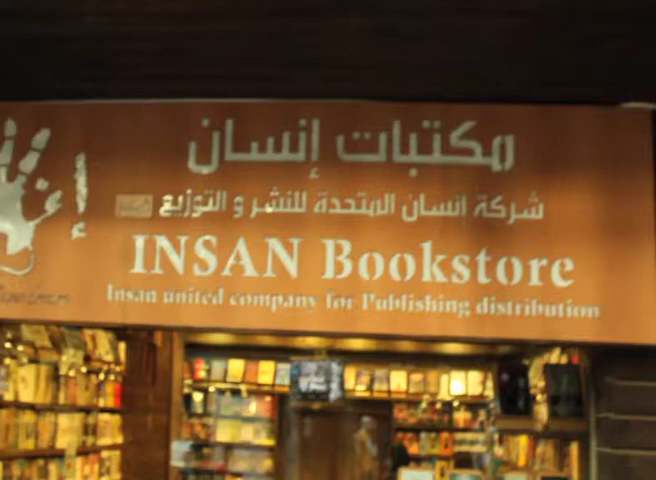 مكتبات إنسان
شركة إنسان المتحدة للنشر و التوزيع
INSAN Bookstore
Insan united company for Publishing distribution